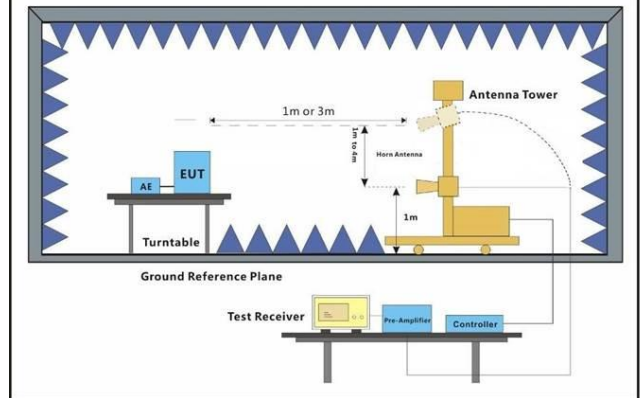 Antenna Tower
1m or 3m
1m to 4m
Horn Antenna
EUT
AE
1m
Turntable
Ground Reference Plane
Test Receiver
Pre-Amplifier
Controller